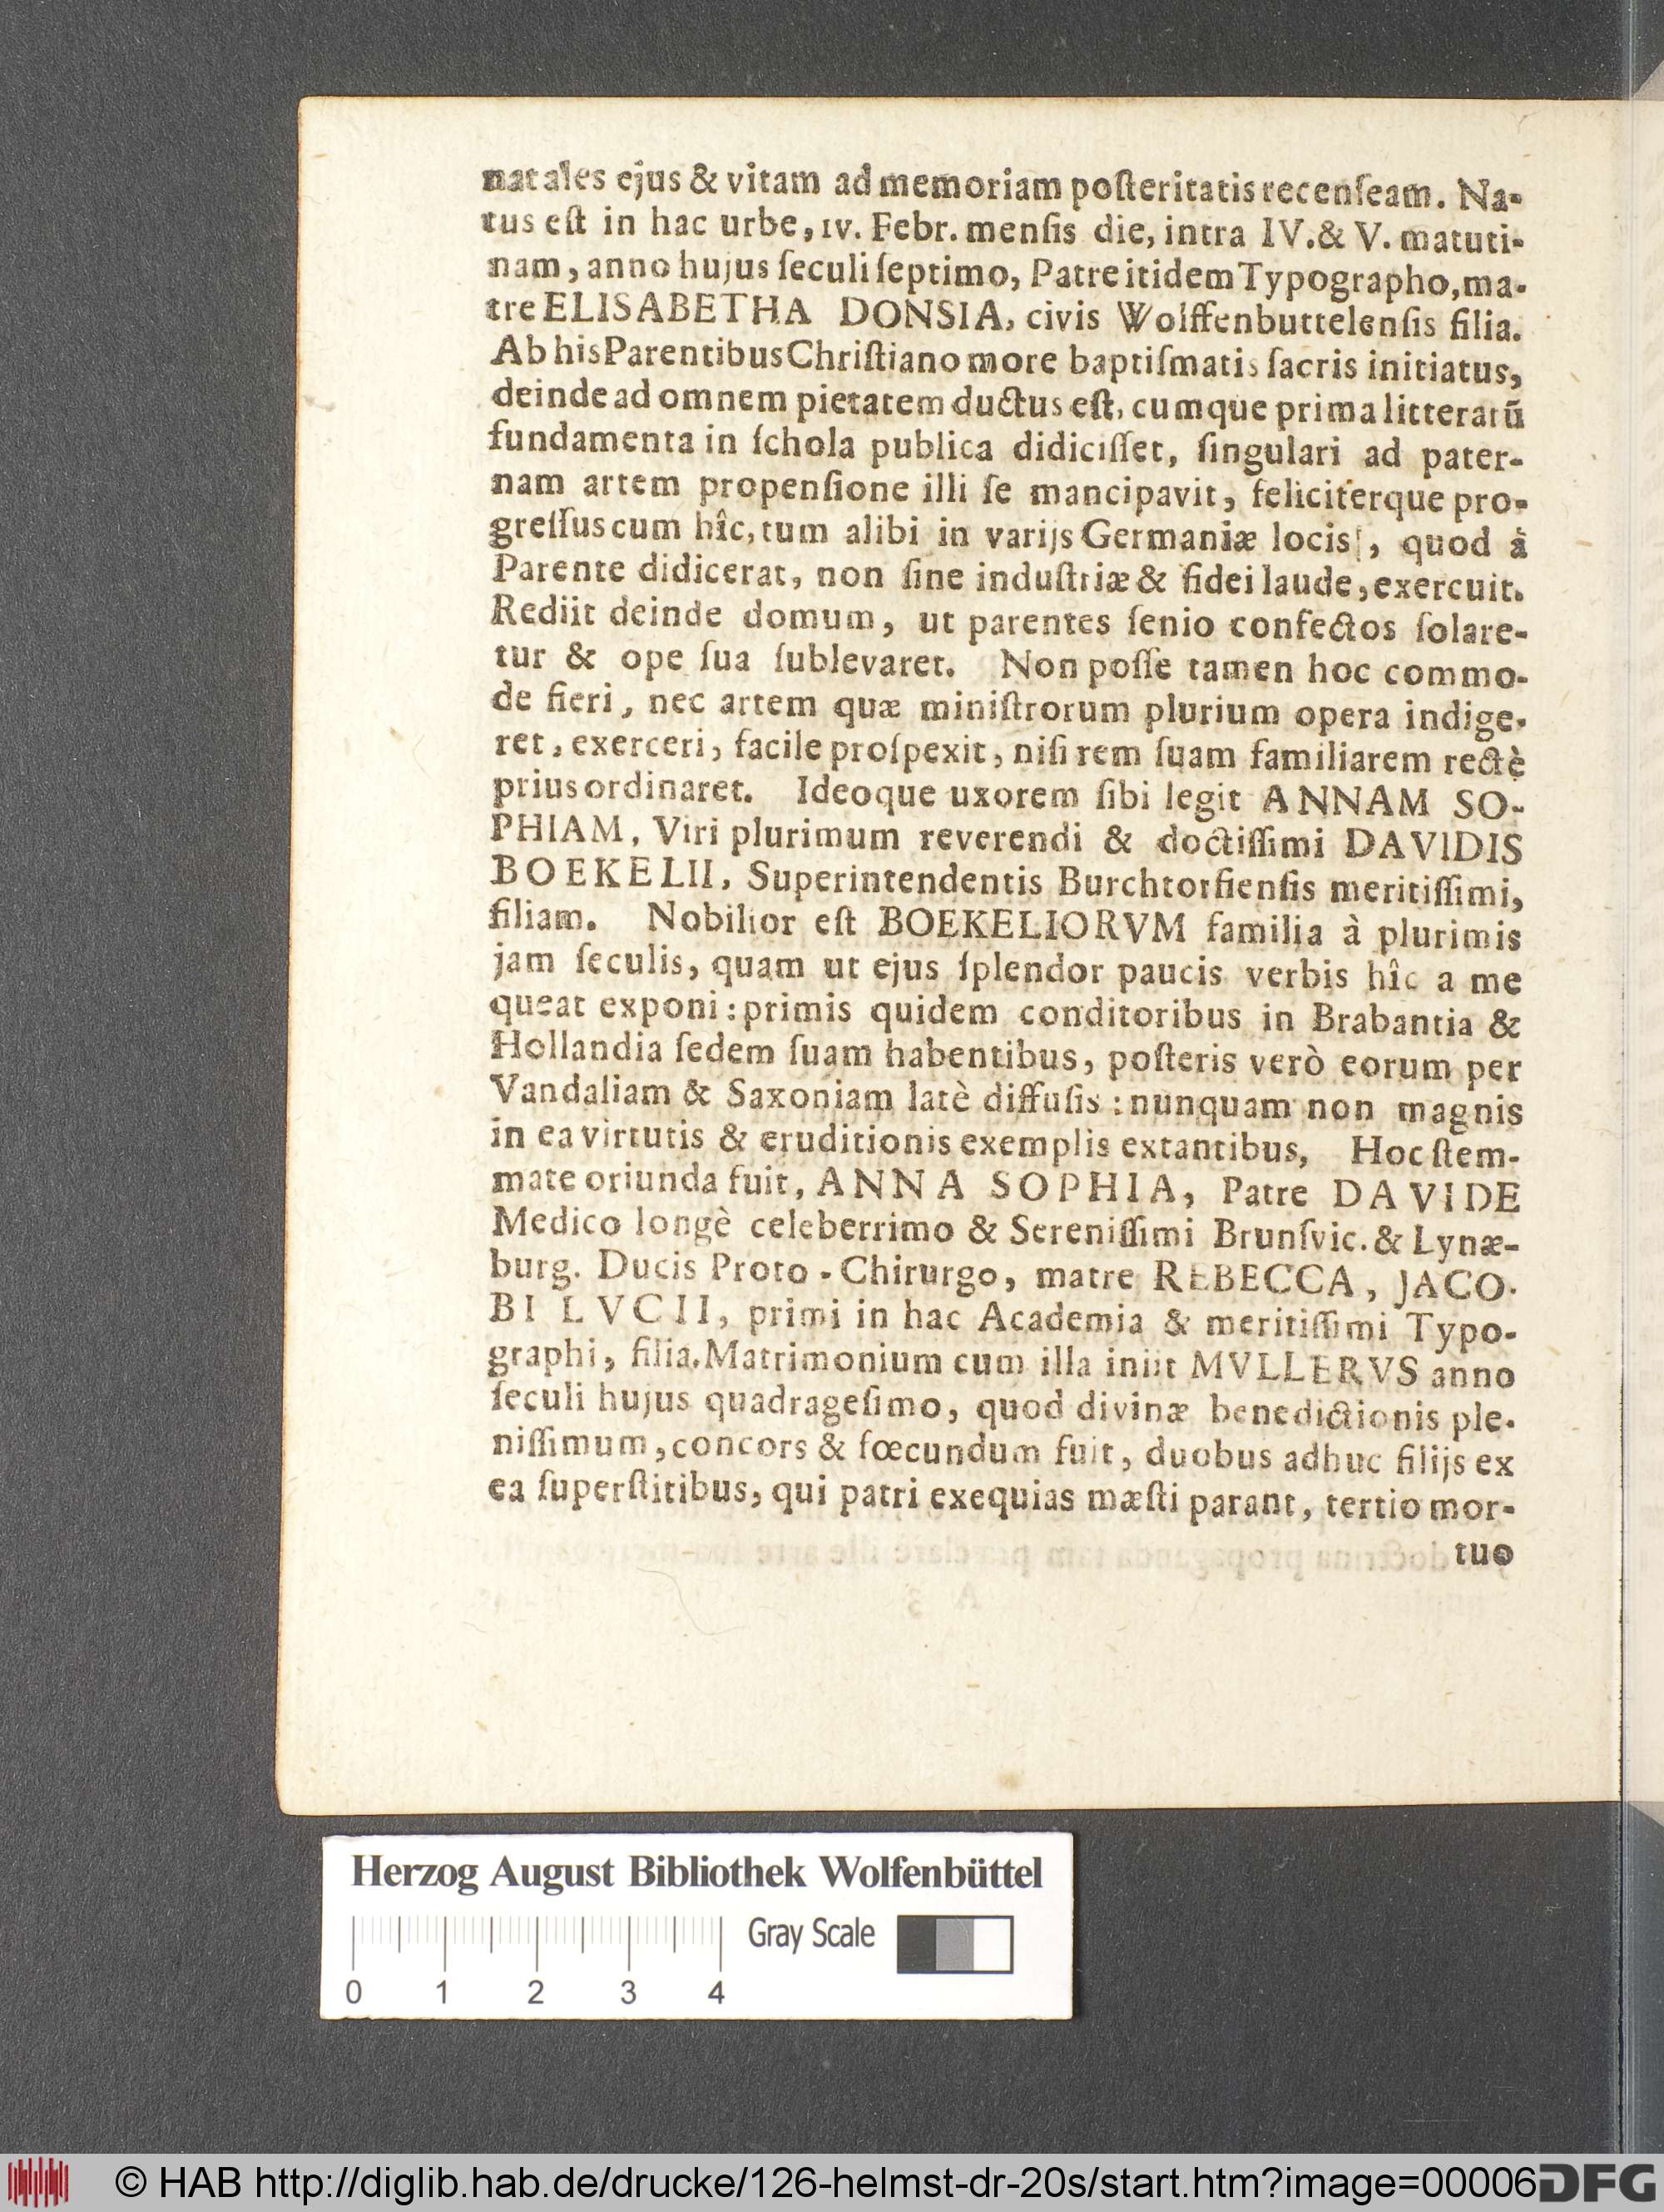 natales ejus & vitam ad memoriam poſteritatis recenſeam. Na-
tus eſt in hac urbe, IV. Febr. menſis die, intra IV. & V. matuti-
nam, anno hujus ſeculi ſeptimo, Patre itidem Typographo, ma-
tre ELISABETHA DONSIA, civis Wolffenbuttelenſis filia.
Ab his Parentibus Chriſtiano more baptiſmatis ſacris initiatus,
deinde ad omnem pietatem ductus eſt, cumque prima litterarũ
fundamenta in ſchola publica didiciſſet, ſingulari ad pater-
nam artem propenſione illi ſe mancipavit, feliciterque pro-
greſſus cum hîc, tum alibi in varijs Germaniæ locis, quod à
Parente didicerat, non ſine induſtriæ & fidei laude, exercuit.
Rediit deinde domum, ut parentes ſenio confectos ſolare-
tur & ope ſua ſublevaret. Non poſſe tamen hoc commo-
de fieri, nec artem quæ miniſtrorum plurium opera indige-
ret, exerceri, facile proſpexit, niſi rem ſuam familiarem rectè
prius ordinaret. Ideoque uxorem ſibi legit ANNAM SO-
PHIAM, Viri plurimum reverendi & doctiſſimi DAVIDIS
BOEKELII, Superintendentis Burchtorfienſis meritiſſimi,
filiam. Nobilior eſt BOEKELIORVM familia à plurimis
jam ſeculis, quam ut ejus ſplendor paucis verbis hîc a me
queat exponi: primis quidem conditoribus in Brabantia &
Hollandia ſedem ſuam habentibus, poſteris verò eorum per
Vandaliam & Saxoniam latè diffuſis: nunquam non magnis
in ea virtutis & eruditionis exemplis extantibus, Hoc ſtem-
mate oriunda fuit, ANNA SOPHIA, Patre DAVIDE
Medico longè celeberrimo & Sereniſſimi Brunſvic. & Lynæ-
burg. Ducis Proto-Chirurgo, matre REBECCA, JACO-
BI LVCII, primi in hac Academia & meritiſſimi Typo-
graphi, filia. Matrimonium cum illa iniit MVLLERVS anno
ſeculi hujus quadrageſimo, quod divinæ benedictionis ple-
niſſimum, concors & fœcundum fuit, duobus adhuc filijs ex
ea ſuperſtitibus, qui patri exequias mæſti parant, tertio mor-
tuo
Herzog August Bibliothek Wolfenbüttel
Gray Scale
0 1 2 3 4
© HAB http://diglib.hab.de/drucke/126-helmst-dr-20s/start.htm?image=00006
DFG